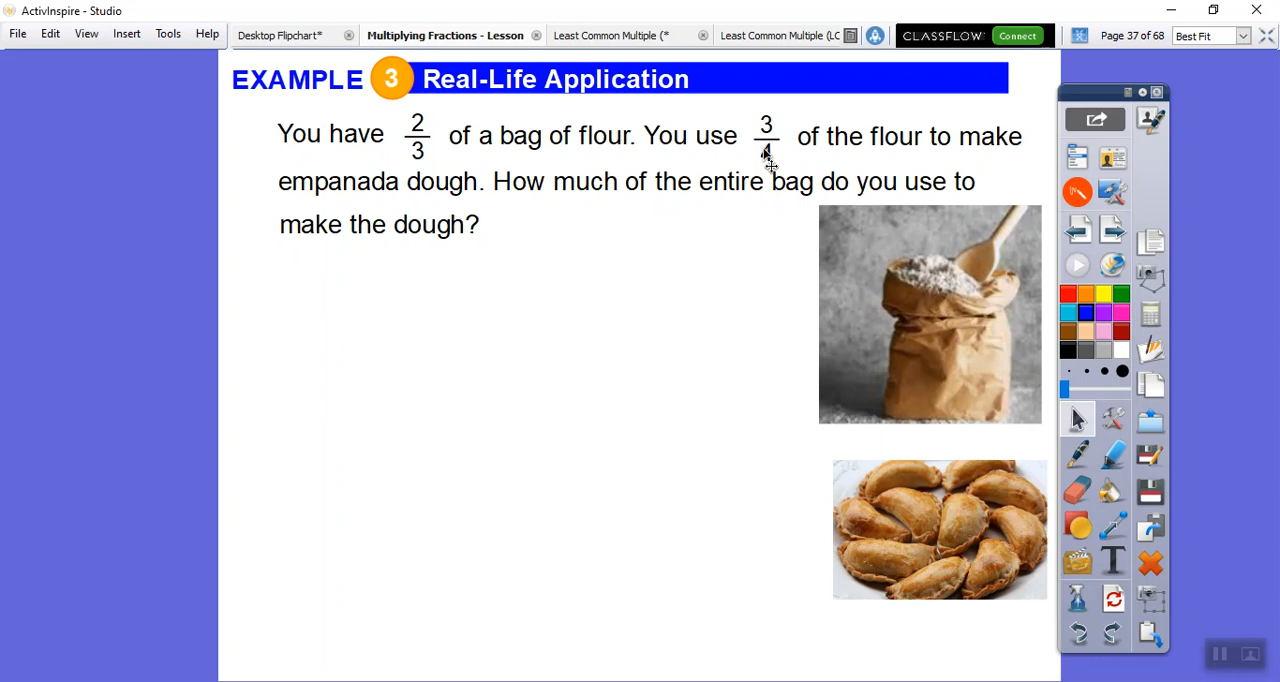 ActivInspire - Studio
File Edit View Insert Tools Help Desktop Flipchart* Multiplying Fractions - Lesson Least Common Multiple (* Least Common Multiple (LC CLASSFLOW Connect Page 37 of 68 Best Fit
EXAMPLE 3 Real-Life Application
You have 2/3 of a bag of flour. You use 3/4 of the flour to make
empanada dough. How much of the entire bag do you use to
make the dough?